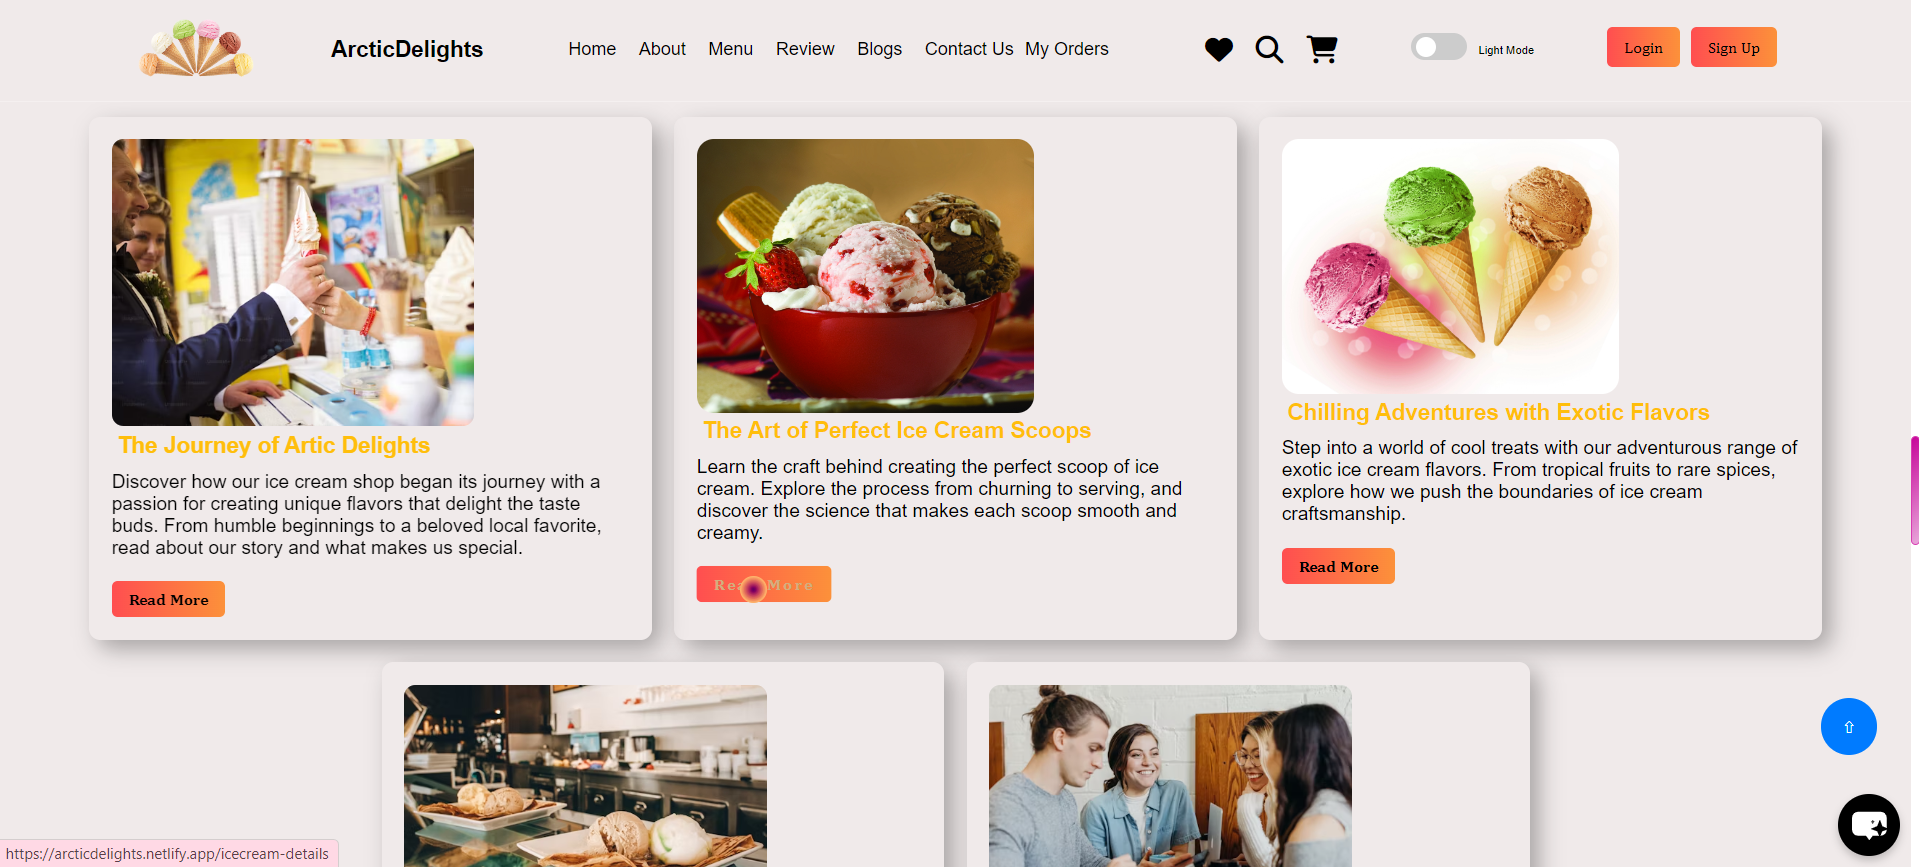 ArcticDelights
Home About Menu Review Blogs Contact Us My Orders
Light Mode
Login Sign Up
The Journey of Artic Delights
Discover how our ice cream shop began its journey with a
passion for creating unique flavors that delight the taste
buds. From humble beginnings to a beloved local favorite,
read about our story and what makes us special.
Read More
The Art of Perfect Ice Cream Scoops
Learn the craft behind creating the perfect scoop of ice
cream. Explore the process from churning to serving, and
discover the science that makes each scoop smooth and
creamy.
Read More
Chilling Adventures with Exotic Flavors
Step into a world of cool treats with our adventurous range of
exotic ice cream flavors. From tropical fruits to rare spices,
explore how we push the boundaries of ice cream
craftsmanship.
Read More
https://arcticdelights.netlify.app/icecream-details